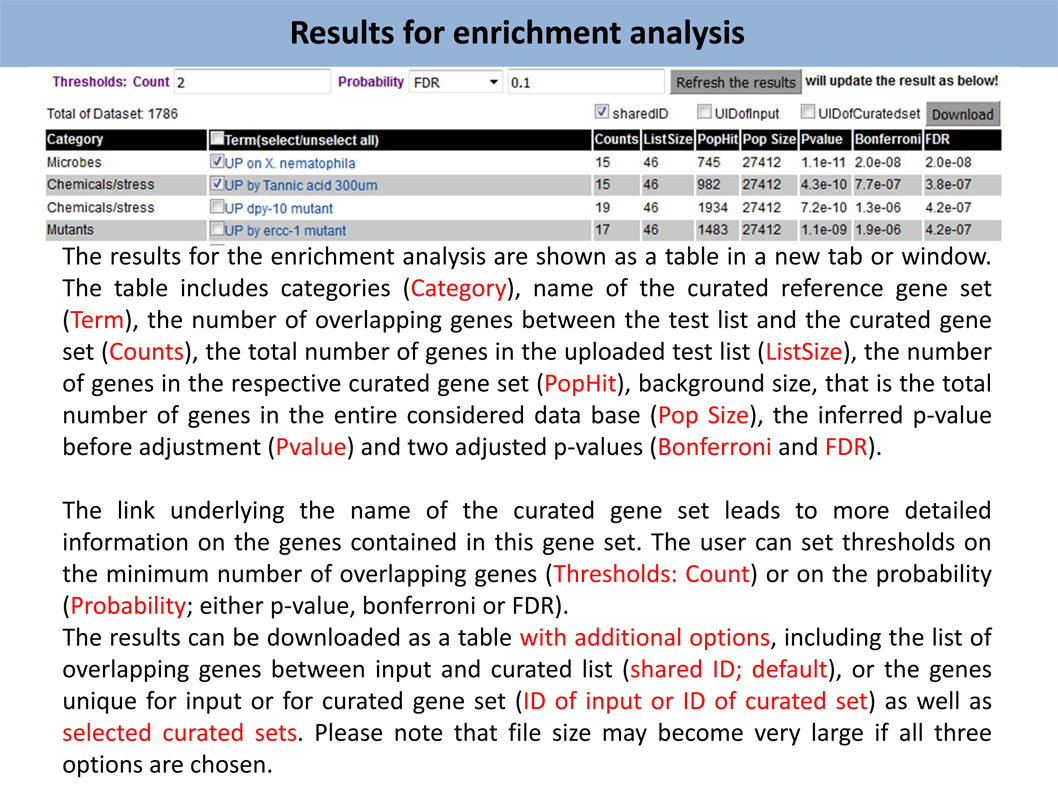 Results for enrichment analysis
Thresholds: Count 2 Probability FDR 0.1 Refresh the results will update the result as below!
Total of Dataset: 1786 sharedID UIDofInput UIDofCuratedset Download
Category Term(select/unselect all) Counts ListSize PopHit Pop Size Pvalue Bonferroni FDR
Microbes UP on X. nematophila 15 46 745 27412 1.1e-11 2.0e-08 2.0e-08
Chemicals/stress UP by Tannic acid 300um 15 46 982 27412 4.3e-10 7.7e-07 3.8e-07
Chemicals/stress UP dpy-10 mutant 19 46 1934 27412 7.2e-10 1.3e-06 4.2e-07
Mutants UP by ercc-1 mutant 17 46 1483 27412 1.1e-09 1.9e-06 4.2e-07
The results for the enrichment analysis are shown as a table in a new tab or window.
The table includes categories (Category), name of the curated reference gene set
(Term), the number of overlapping genes between the test list and the curated gene
set (Counts), the total number of genes in the uploaded test list (ListSize), the number
of genes in the respective curated gene set (PopHit), background size, that is the total
number of genes in the entire considered data base (Pop Size), the inferred p-value
before adjustment (Pvalue) and two adjusted p-values (Bonferroni and FDR).
The link underlying the name of the curated gene set leads to more detailed
information on the genes contained in this gene set. The user can set thresholds on
the minimum number of overlapping genes (Thresholds: Count) or on the probability
(Probability; either p-value, bonferroni or FDR).
The results can be downloaded as a table with additional options, including the list of
overlapping genes between input and curated list (shared ID; default), or the genes
unique for input or for curated gene set (ID of input or ID of curated set) as well as
selected curated sets. Please note that file size may become very large if all three
options are chosen.